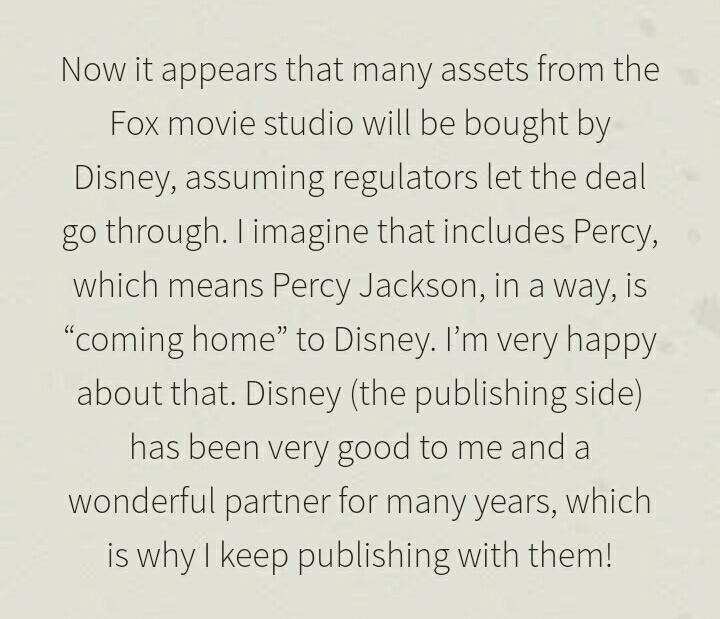 Now it appears that many assets from the
Fox movie studio will be bought by
Disney, assuming regulators let the deal
go through. I imagine that includes Percy,
which means Percy Jackson, in a way, is
“coming home” to Disney. I’m very happy
about that. Disney (the publishing side)
has been very good to me and a
wonderful partner for many years, which
is why I keep publishing with them!